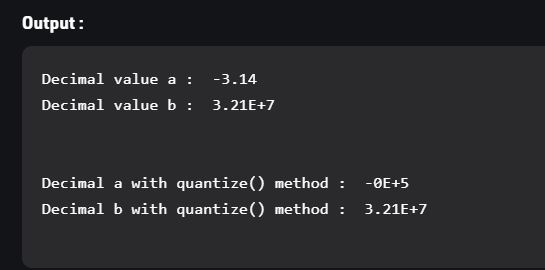 Output :
Decimal value a :  -3.14
Decimal value b :  3.21E+7
Decimal a with quantize() method :  -0E+5
Decimal b with quantize() method :  3.21E+7